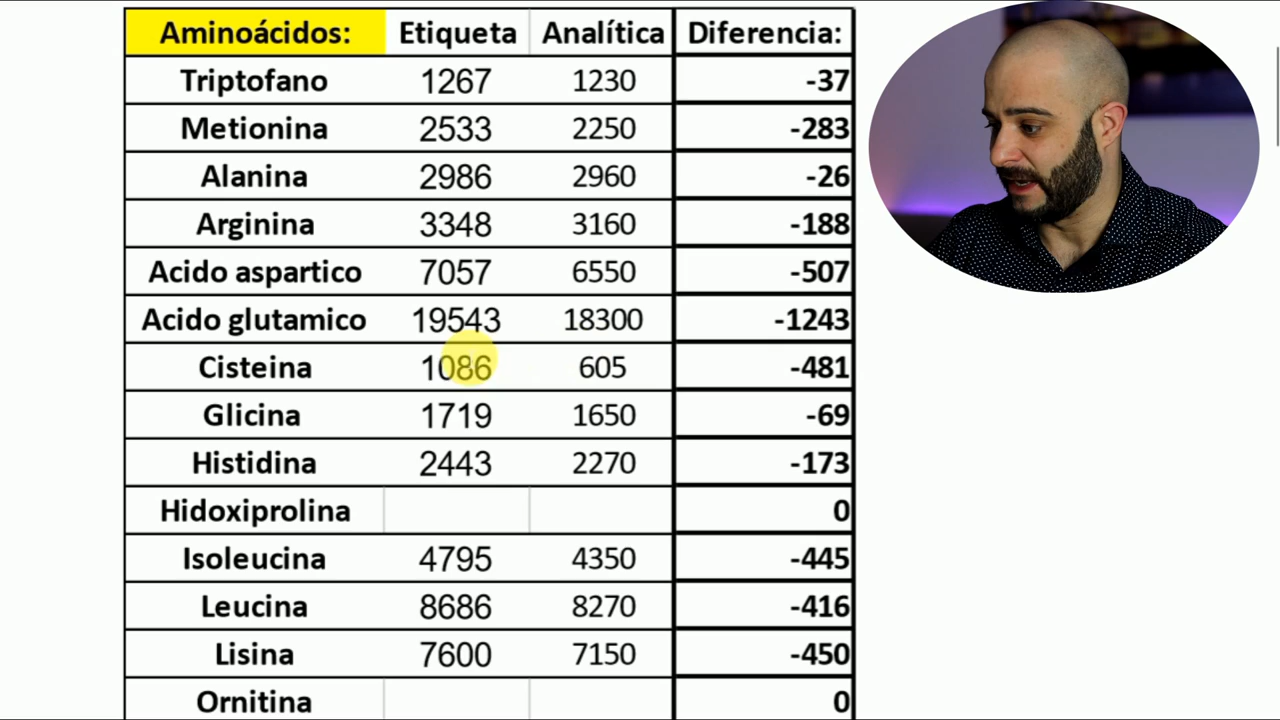 Aminoácidos: Etiqueta Analítica Diferencia:
Triptofano 1267 1230 -37
Metionina 2533 2250 -283
Alanina 2986 2960 -26
Arginina 3348 3160 -188
Acido aspartico 7057 6550 -507
Acido glutamico 19543 18300 -1243
Cisteina 1086 605 -481
Glicina 1719 1650 -69
Histidina 2443 2270 -173
Hidoxiprolina 0
Isoleucina 4795 4350 -445
Leucina 8686 8270 -416
Lisina 7600 7150 -450
Ornitina 0